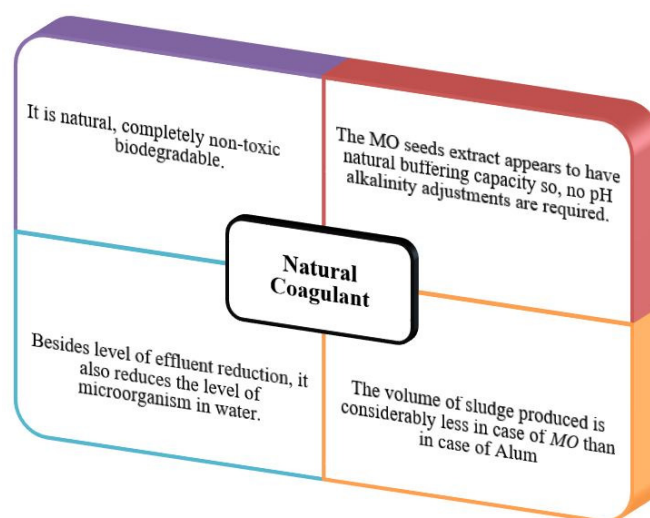 It is natural, completely non-toxic
biodegradable.
The MO seeds extract appears to have
natural buffering capacity so, no pH
alkalinity adjustments are required.
Natural
Coagulant
Besides level of effluent reduction, it
also reduces the level of
microorganism in water.
The volume of sludge produced is
considerably less in case of MO than
in case of Alum